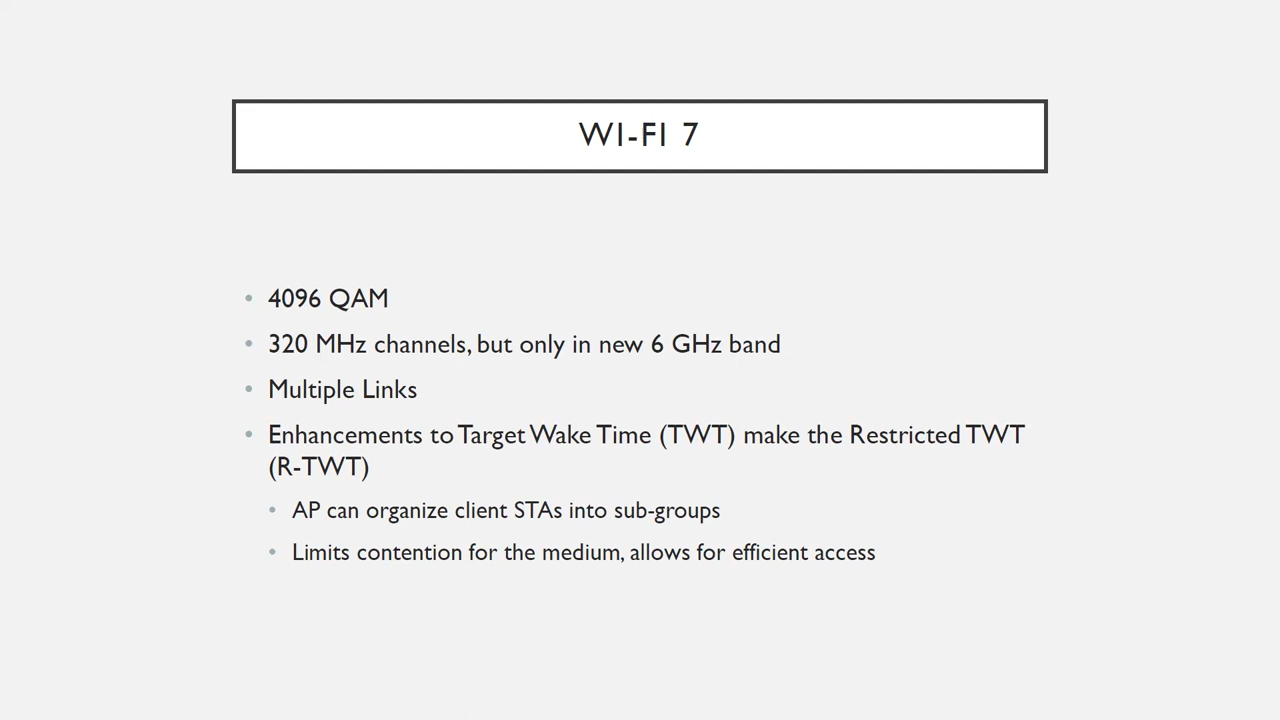 WI-FI 7
• 4096 QAM
• 320 MHz channels, but only in new 6 GHz band
• Multiple Links
• Enhancements to Target Wake Time (TWT) make the Restricted TWT
(R-TWT)
• AP can organize client STAs into sub-groups
• Limits contention for the medium, allows for efficient access